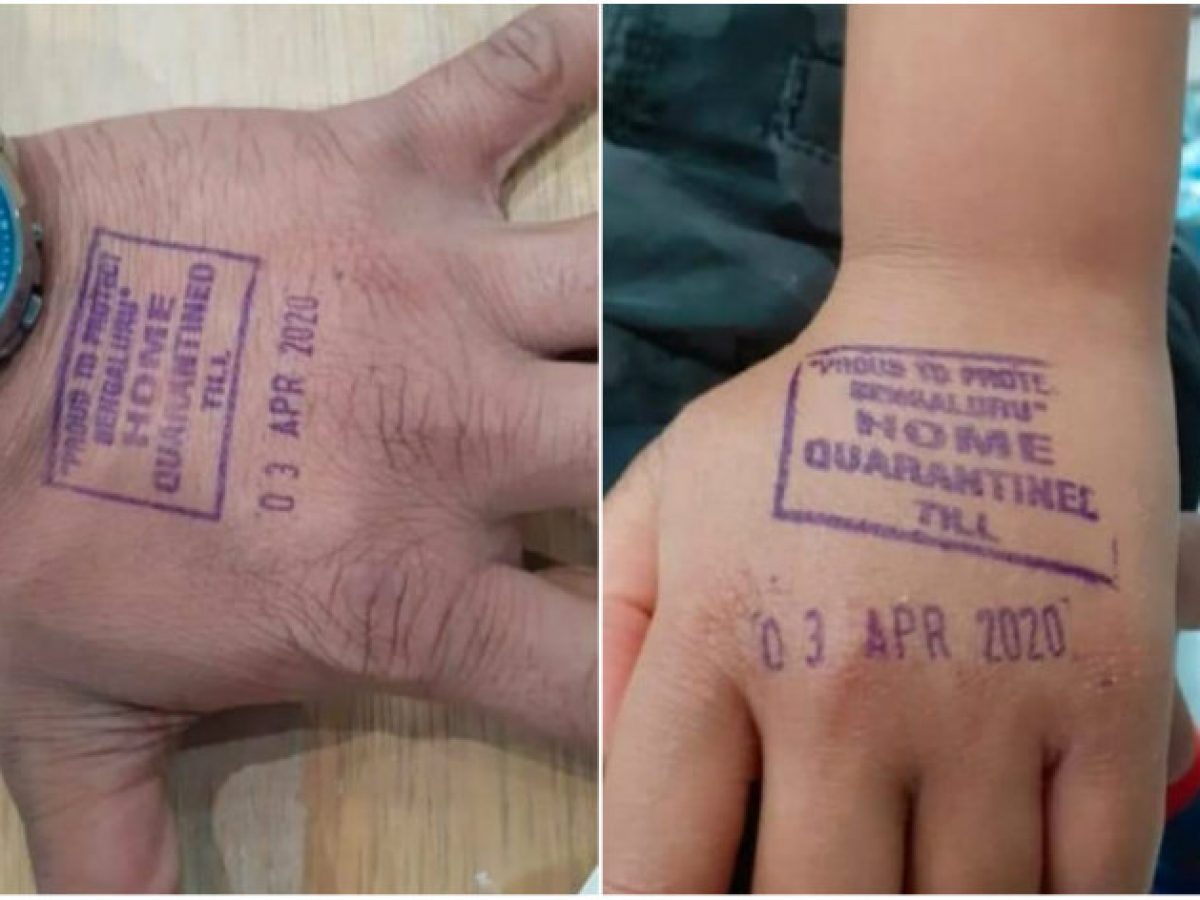 "PROUD TO PROTECT
BENGALURU"
HOME
QUARANTINED
TILL
03 APR 2020
"PROUD TO PROTE
BENGALURU"
HOME
QUARANTINED
TILL
03 APR 2020